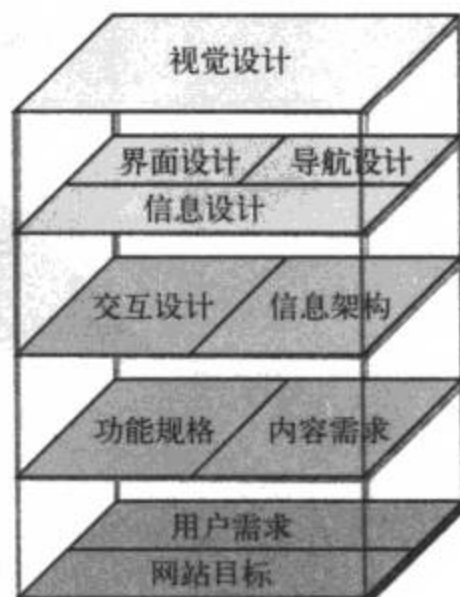 视觉设计
界面设计 导航设计
信息设计
交互设计 信息架构
功能规格 内容需求
用户需求
网站目标